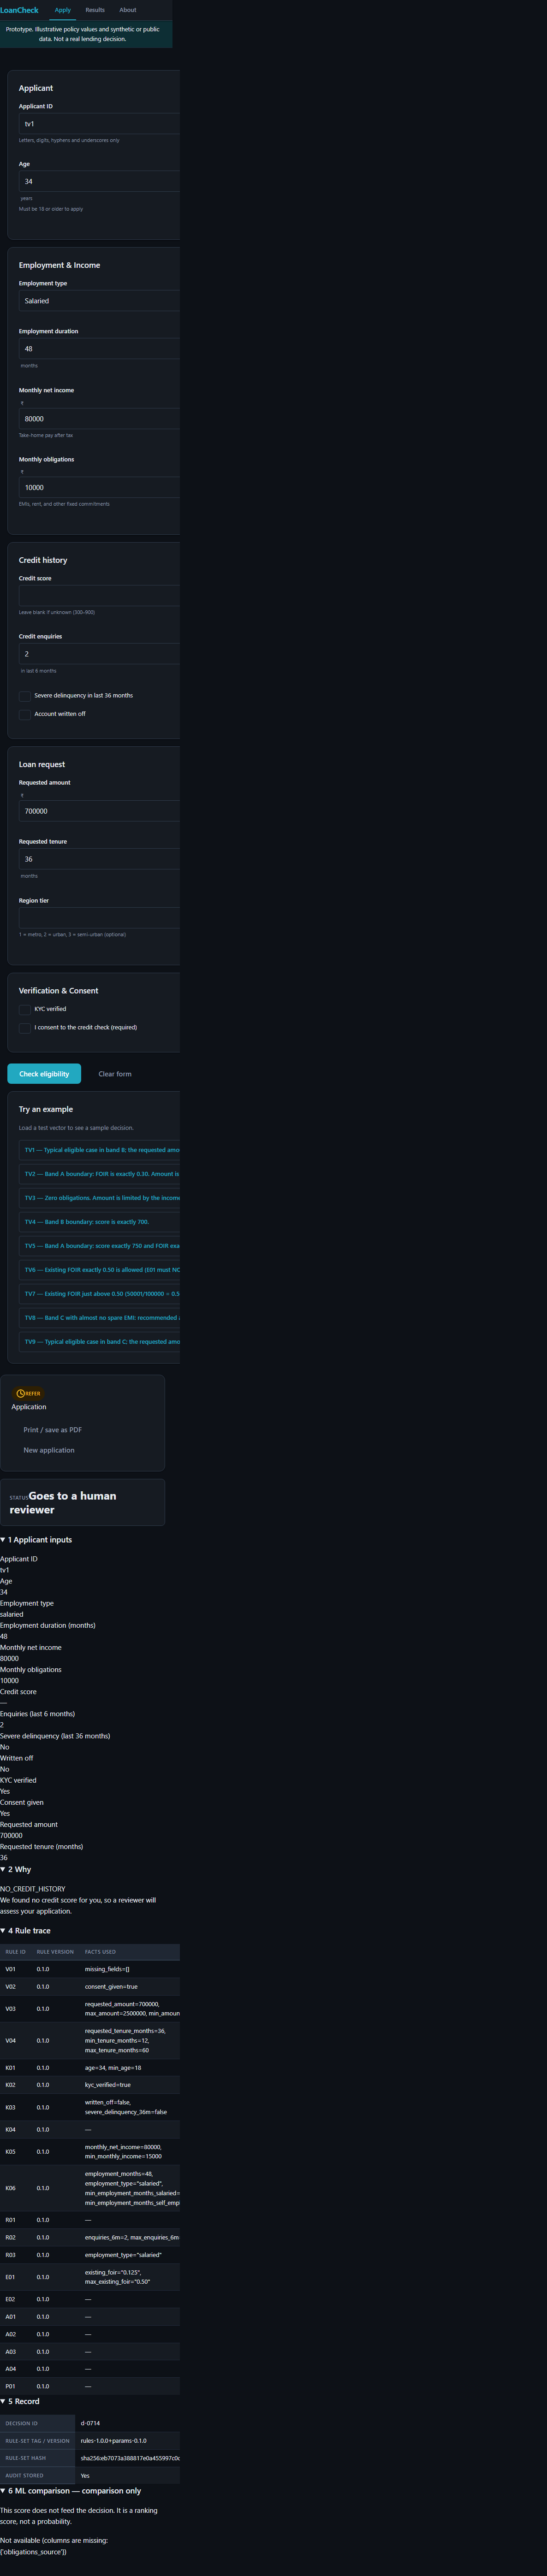 LoanCheck Apply Results About
Prototype. Illustrative policy values and synthetic or public
data. Not a real lending decision.
Applicant
Applicant ID
tv1
Letters, digits, hyphens and underscores only
Age
34
years
Must be 18 or older to apply
Employment & Income
Employment type
Salaried
Employment duration
48
months
Monthly net income
₹
80000
Take-home pay after tax
Monthly obligations
₹
10000
EMIs, rent, and other fixed commitments
Credit history
Credit score
Leave blank if unknown (300–900)
Credit enquiries
2
in last 6 months
Severe delinquency in last 36 months
Account written off
Loan request
Requested amount
₹
700000
Requested tenure
36
months
Region tier
1 = metro, 2 = urban, 3 = semi-urban (optional)
Verification & Consent
KYC verified
I consent to the credit check (required)
Check eligibility Clear form
Try an example
Load a test vector to see a sample decision.
TV1 — Typical eligible case in band B: the requested amo
TV2 — Band A boundary: FOIR is exactly 0.30. Amount is
TV3 — Zero obligations. Amount is limited by the income
TV4 — Band B boundary: score is exactly 700.
TV5 — Band A boundary: score exactly 750 and FOIR exa
TV6 — Existing FOIR exactly 0.50 is allowed (E01 must NO
TV7 — Existing FOIR just above 0.50 (50001/100000 = 0.5
TV8 — Band C with almost no spare EMI: recommended a
TV9 — Typical eligible case in band C: the requested amo
REFER
Application
Print / save as PDF
New application
STATUS Goes to a human
reviewer
▼ 1 Applicant inputs
Applicant ID
tv1
Age
34
Employment type
salaried
Employment duration (months)
48
Monthly net income
80000
Monthly obligations
10000
Credit score
—
Enquiries (last 6 months)
2
Severe delinquency (last 36 months)
No
Written off
No
KYC verified
Yes
Consent given
Yes
Requested amount
700000
Requested tenure (months)
36
▼ 2 Why
NO_CREDIT_HISTORY
We found no credit score for you, so a reviewer will
assess your application.
▼ 4 Rule trace
RULE ID RULE VERSION FACTS USED
V01 0.1.0 missing_fields=[]
V02 0.1.0 consent_given=true
V03 0.1.0 requested_amount=700000,
max_amount=2500000, min_amoun
V04 0.1.0 requested_tenure_months=36,
min_tenure_months=12,
max_tenure_months=60
K01 0.1.0 age=34, min_age=18
K02 0.1.0 kyc_verified=true
K03 0.1.0 written_off=false,
severe_delinquency_36m=false
K04 0.1.0 —
K05 0.1.0 monthly_net_income=80000,
min_monthly_income=15000
K06 0.1.0 employment_months=48,
employment_type="salaried",
min_employment_months_salaried=
min_employment_months_self_emp
R01 0.1.0 —
R02 0.1.0 enquiries_6m=2, max_enquiries_6m
R03 0.1.0 employment_type="salaried"
E01 0.1.0 existing_foir="0.125",
max_existing_foir="0.50"
E02 0.1.0 —
A01 0.1.0 —
A02 0.1.0 —
A03 0.1.0 —
A04 0.1.0 —
P01 0.1.0 —
▼ 5 Record
DECISION ID d-0714
RULE-SET TAG / VERSION rules-1.0.0+params-0.1.0
RULE-SET HASH sha256:eb7073a388817e0a455997c0c
AUDIT STORED Yes
▼ 6 ML comparison — comparison only
This score does not feed the decision. It is a ranking
score, not a probability.
Not available (columns are missing:
{'obligations_source'})